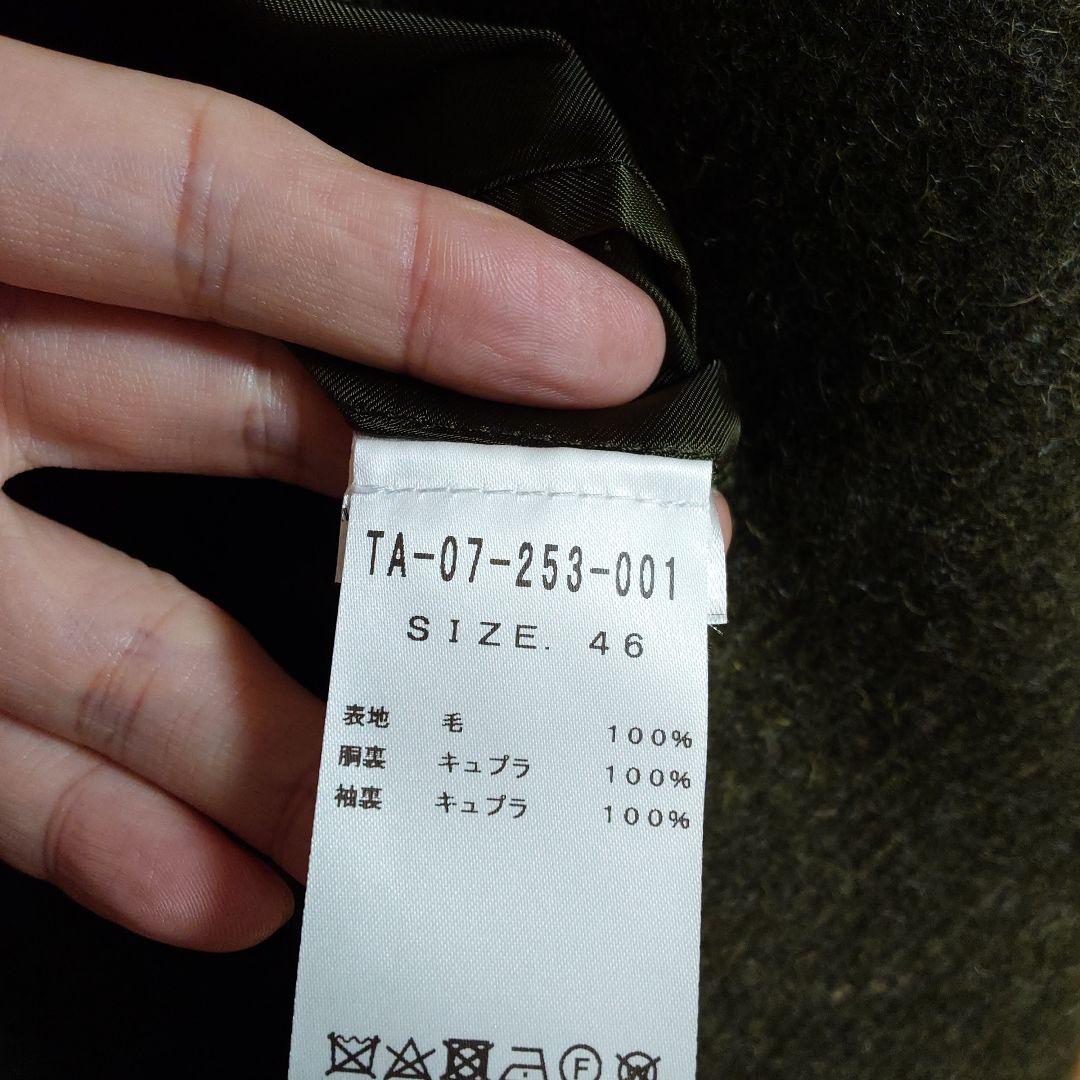 TA-07-253-001
SIZE. 46
表地 毛 100%
胴裏 キュプラ 100%
袖裏 キュプラ 100%
F